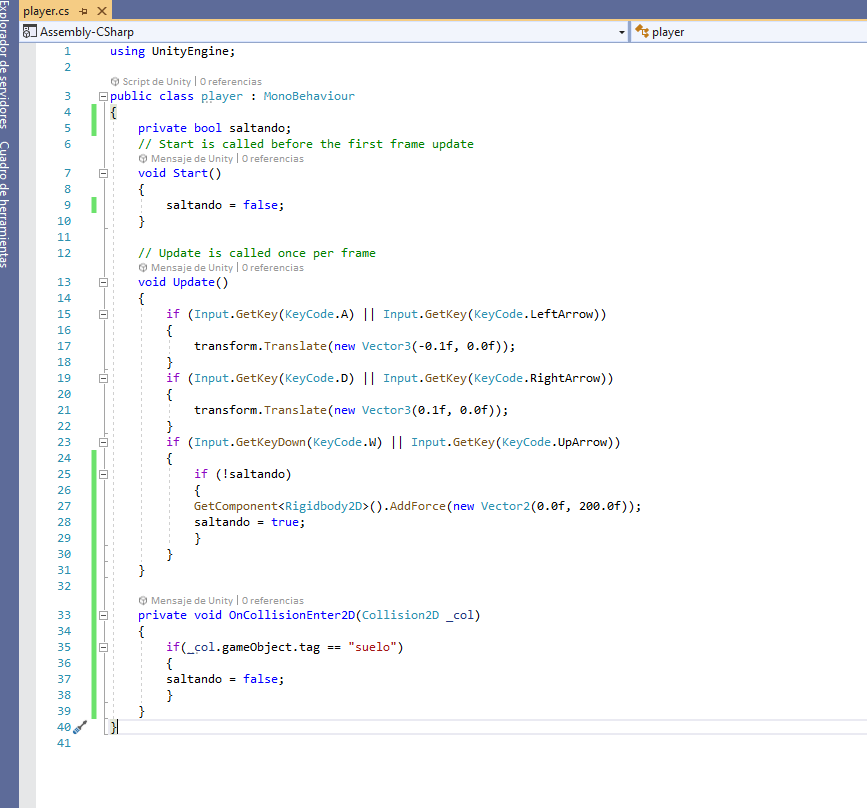 player.cs
Explorador de servidores
Cuadro de herramientas
Assembly-CSharp
player
1 using UnityEngine;
2
Script de Unity | 0 referencias
3 public class player : MonoBehaviour
4 {
5 private bool saltando;
6 // Start is called before the first frame update
Mensaje de Unity | 0 referencias
7 void Start()
8 {
9 saltando = false;
10 }
11
12 // Update is called once per frame
Mensaje de Unity | 0 referencias
13 void Update()
14 {
15 if (Input.GetKey(KeyCode.A) || Input.GetKey(KeyCode.LeftArrow))
16 {
17 transform.Translate(new Vector3(-0.1f, 0.0f));
18 }
19 if (Input.GetKey(KeyCode.D) || Input.GetKey(KeyCode.RightArrow))
20 {
21 transform.Translate(new Vector3(0.1f, 0.0f));
22 }
23 if (Input.GetKeyDown(KeyCode.W) || Input.GetKey(KeyCode.UpArrow))
24 {
25 if (!saltando)
26 {
27 GetComponent<Rigidbody2D>().AddForce(new Vector2(0.0f, 200.0f));
28 saltando = true;
29 }
30 }
31 }
32
Mensaje de Unity | 0 referencias
33 private void OnCollisionEnter2D(Collision2D _col)
34 {
35 if(_col.gameObject.tag == "suelo")
36 {
37 saltando = false;
38 }
39 }
40 }
41